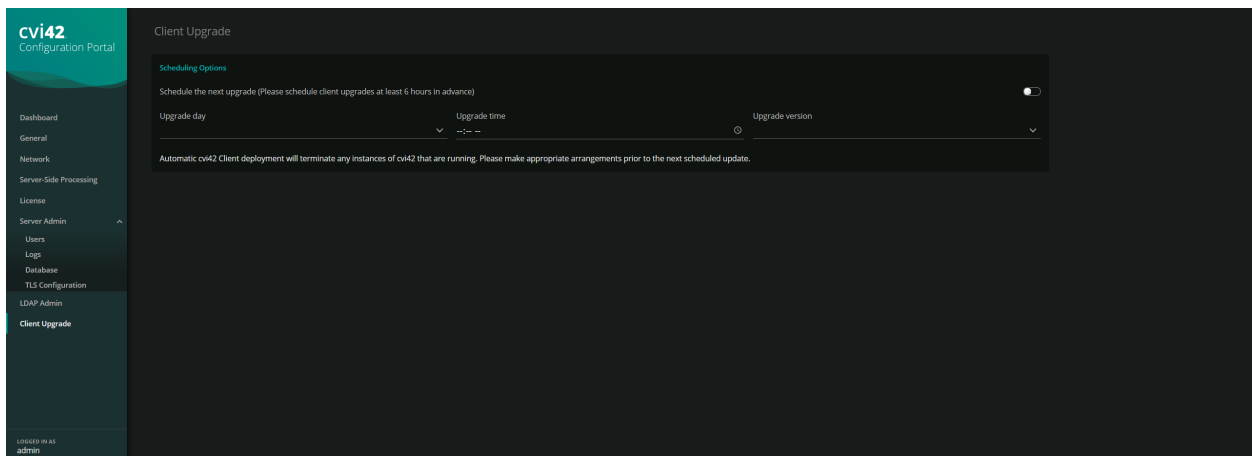 cvi42
Configuration Portal
Dashboard
General
Network
Server-Side Processing
License
Server Admin
Users
Logs
Database
TLS Configuration
LDAP Admin
Client Upgrade
LOGGED IN AS
admin
Client Upgrade
Scheduling Options
Schedule the next upgrade (Please schedule client upgrades at least 6 hours in advance)
Upgrade day Upgrade time Upgrade version
--:-- --
Automatic cvi42 Client deployment will terminate any instances of cvi42 that are running. Please make appropriate arrangements prior to the next scheduled update.